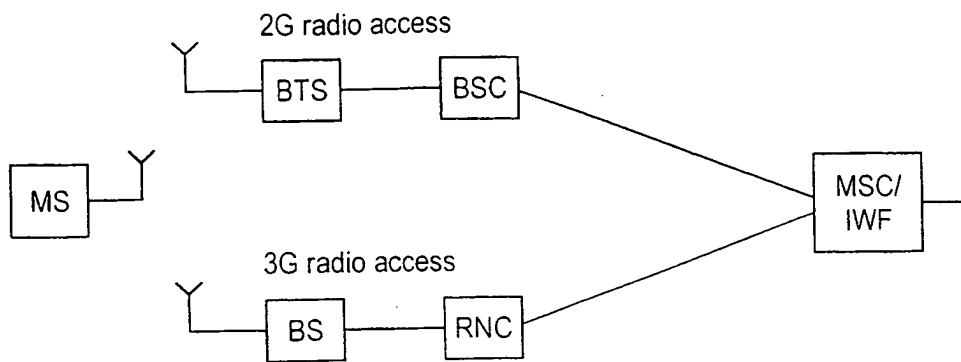 2G radio access
BTS
BSC
MS
MSC/
IWF
3G radio access
BS
RNC